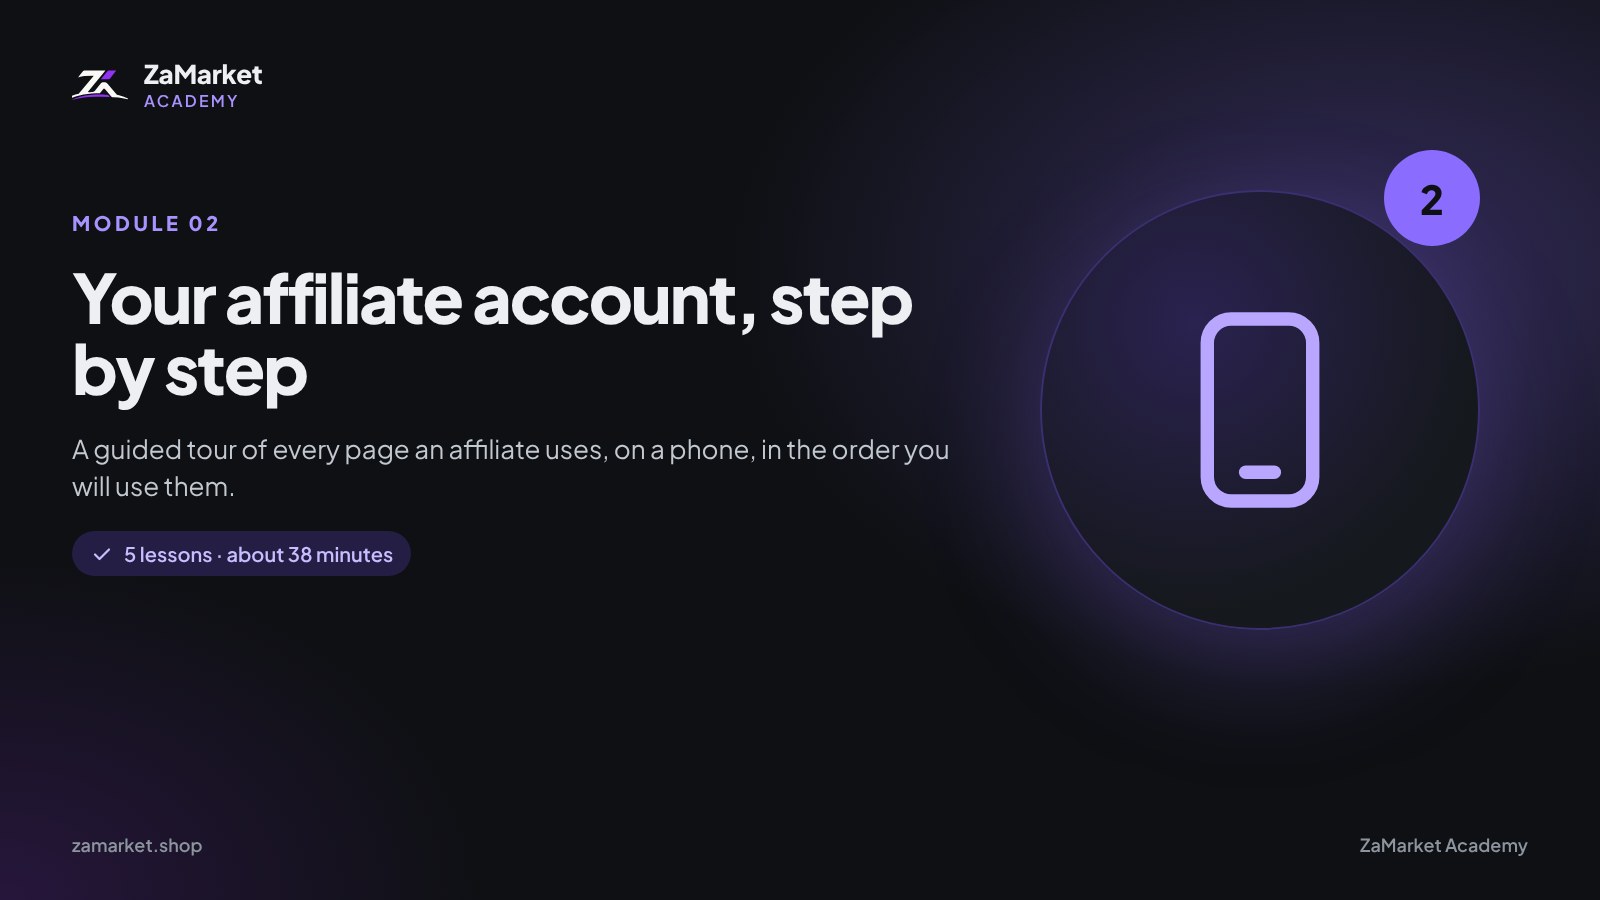 ZaMarket
ACADEMY
2
MODULE 02
Your affiliate account, step
by step
A guided tour of every page an affiliate uses, on a phone, in the order you
will use them.
5 lessons · about 38 minutes
zamarket.shop
ZaMarket Academy